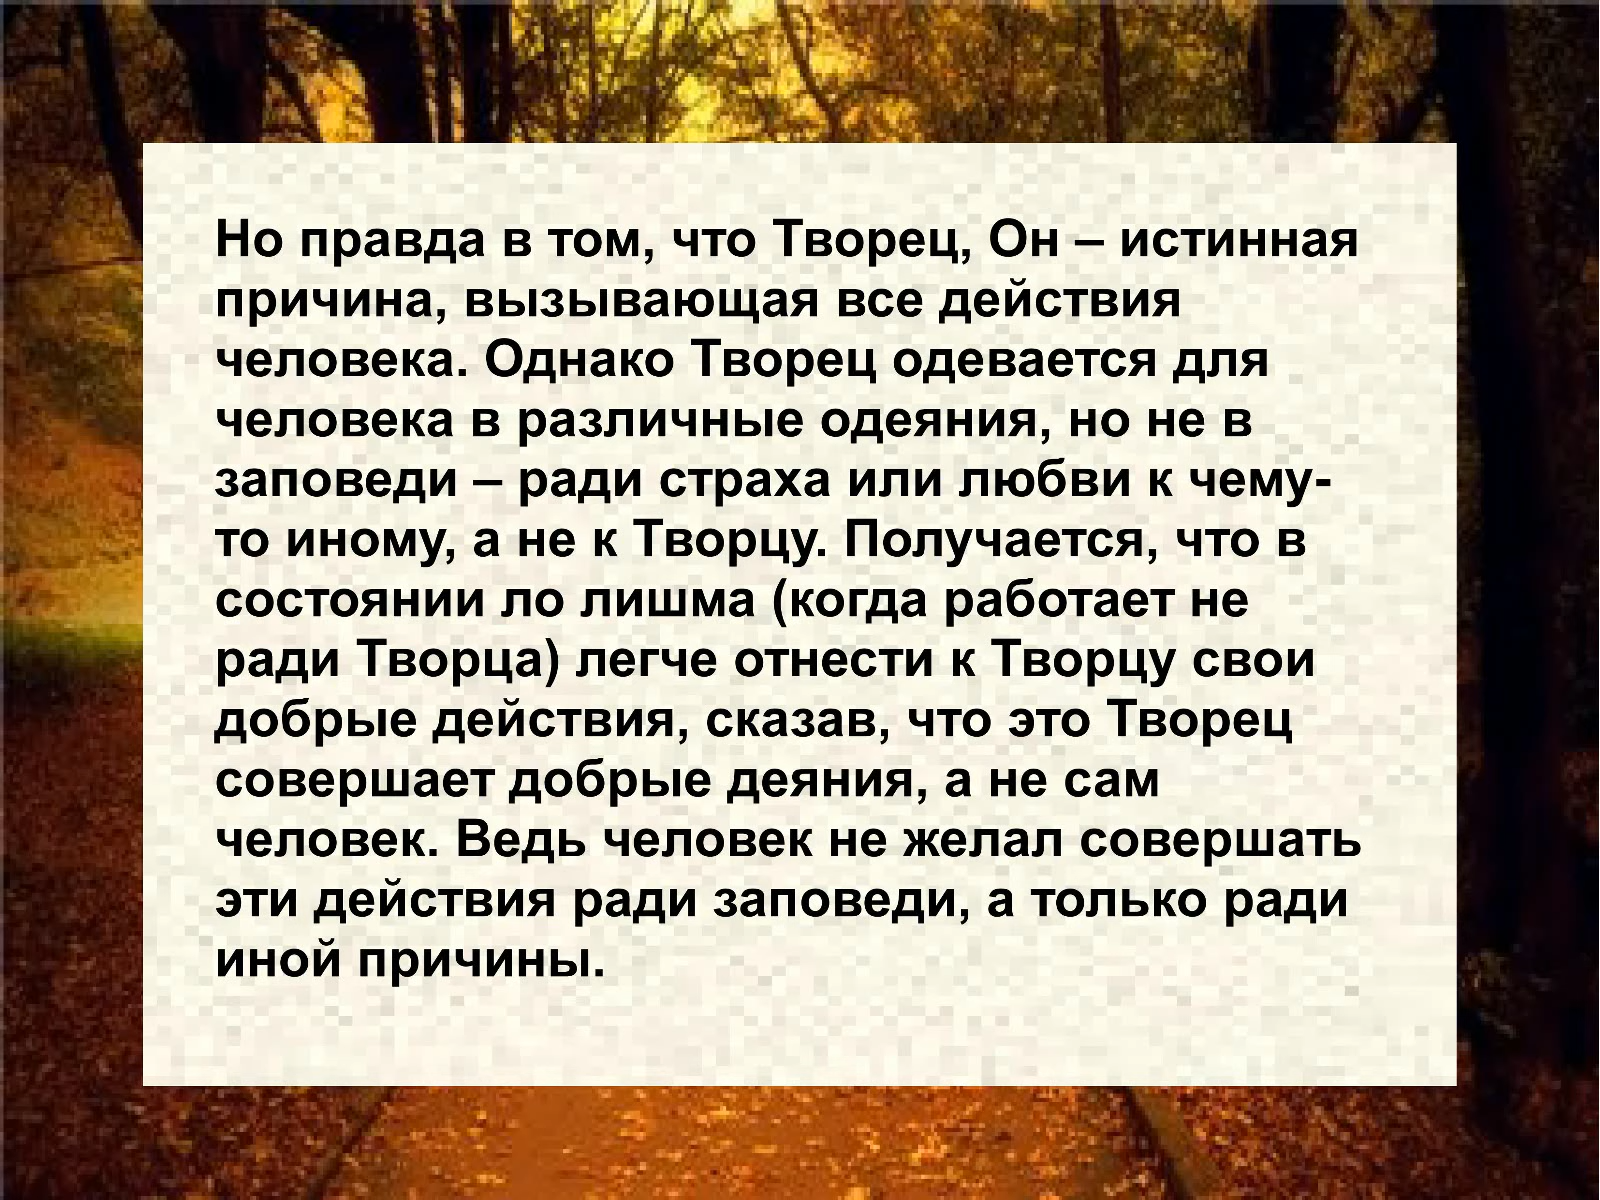 Но правда в том, что Творец, Он – истинная
причина, вызывающая все действия
человека. Однако Творец одевается для
человека в различные одеяния, но не в
заповеди – ради страха или любви к чему-
то иному, а не к Творцу. Получается, что в
состоянии ло лишма (когда работает не
ради Творца) легче отнести к Творцу свои
добрые действия, сказав, что это Творец
совершает добрые деяния, а не сам
человек. Ведь человек не желал совершать
эти действия ради заповеди, а только ради
иной причины.